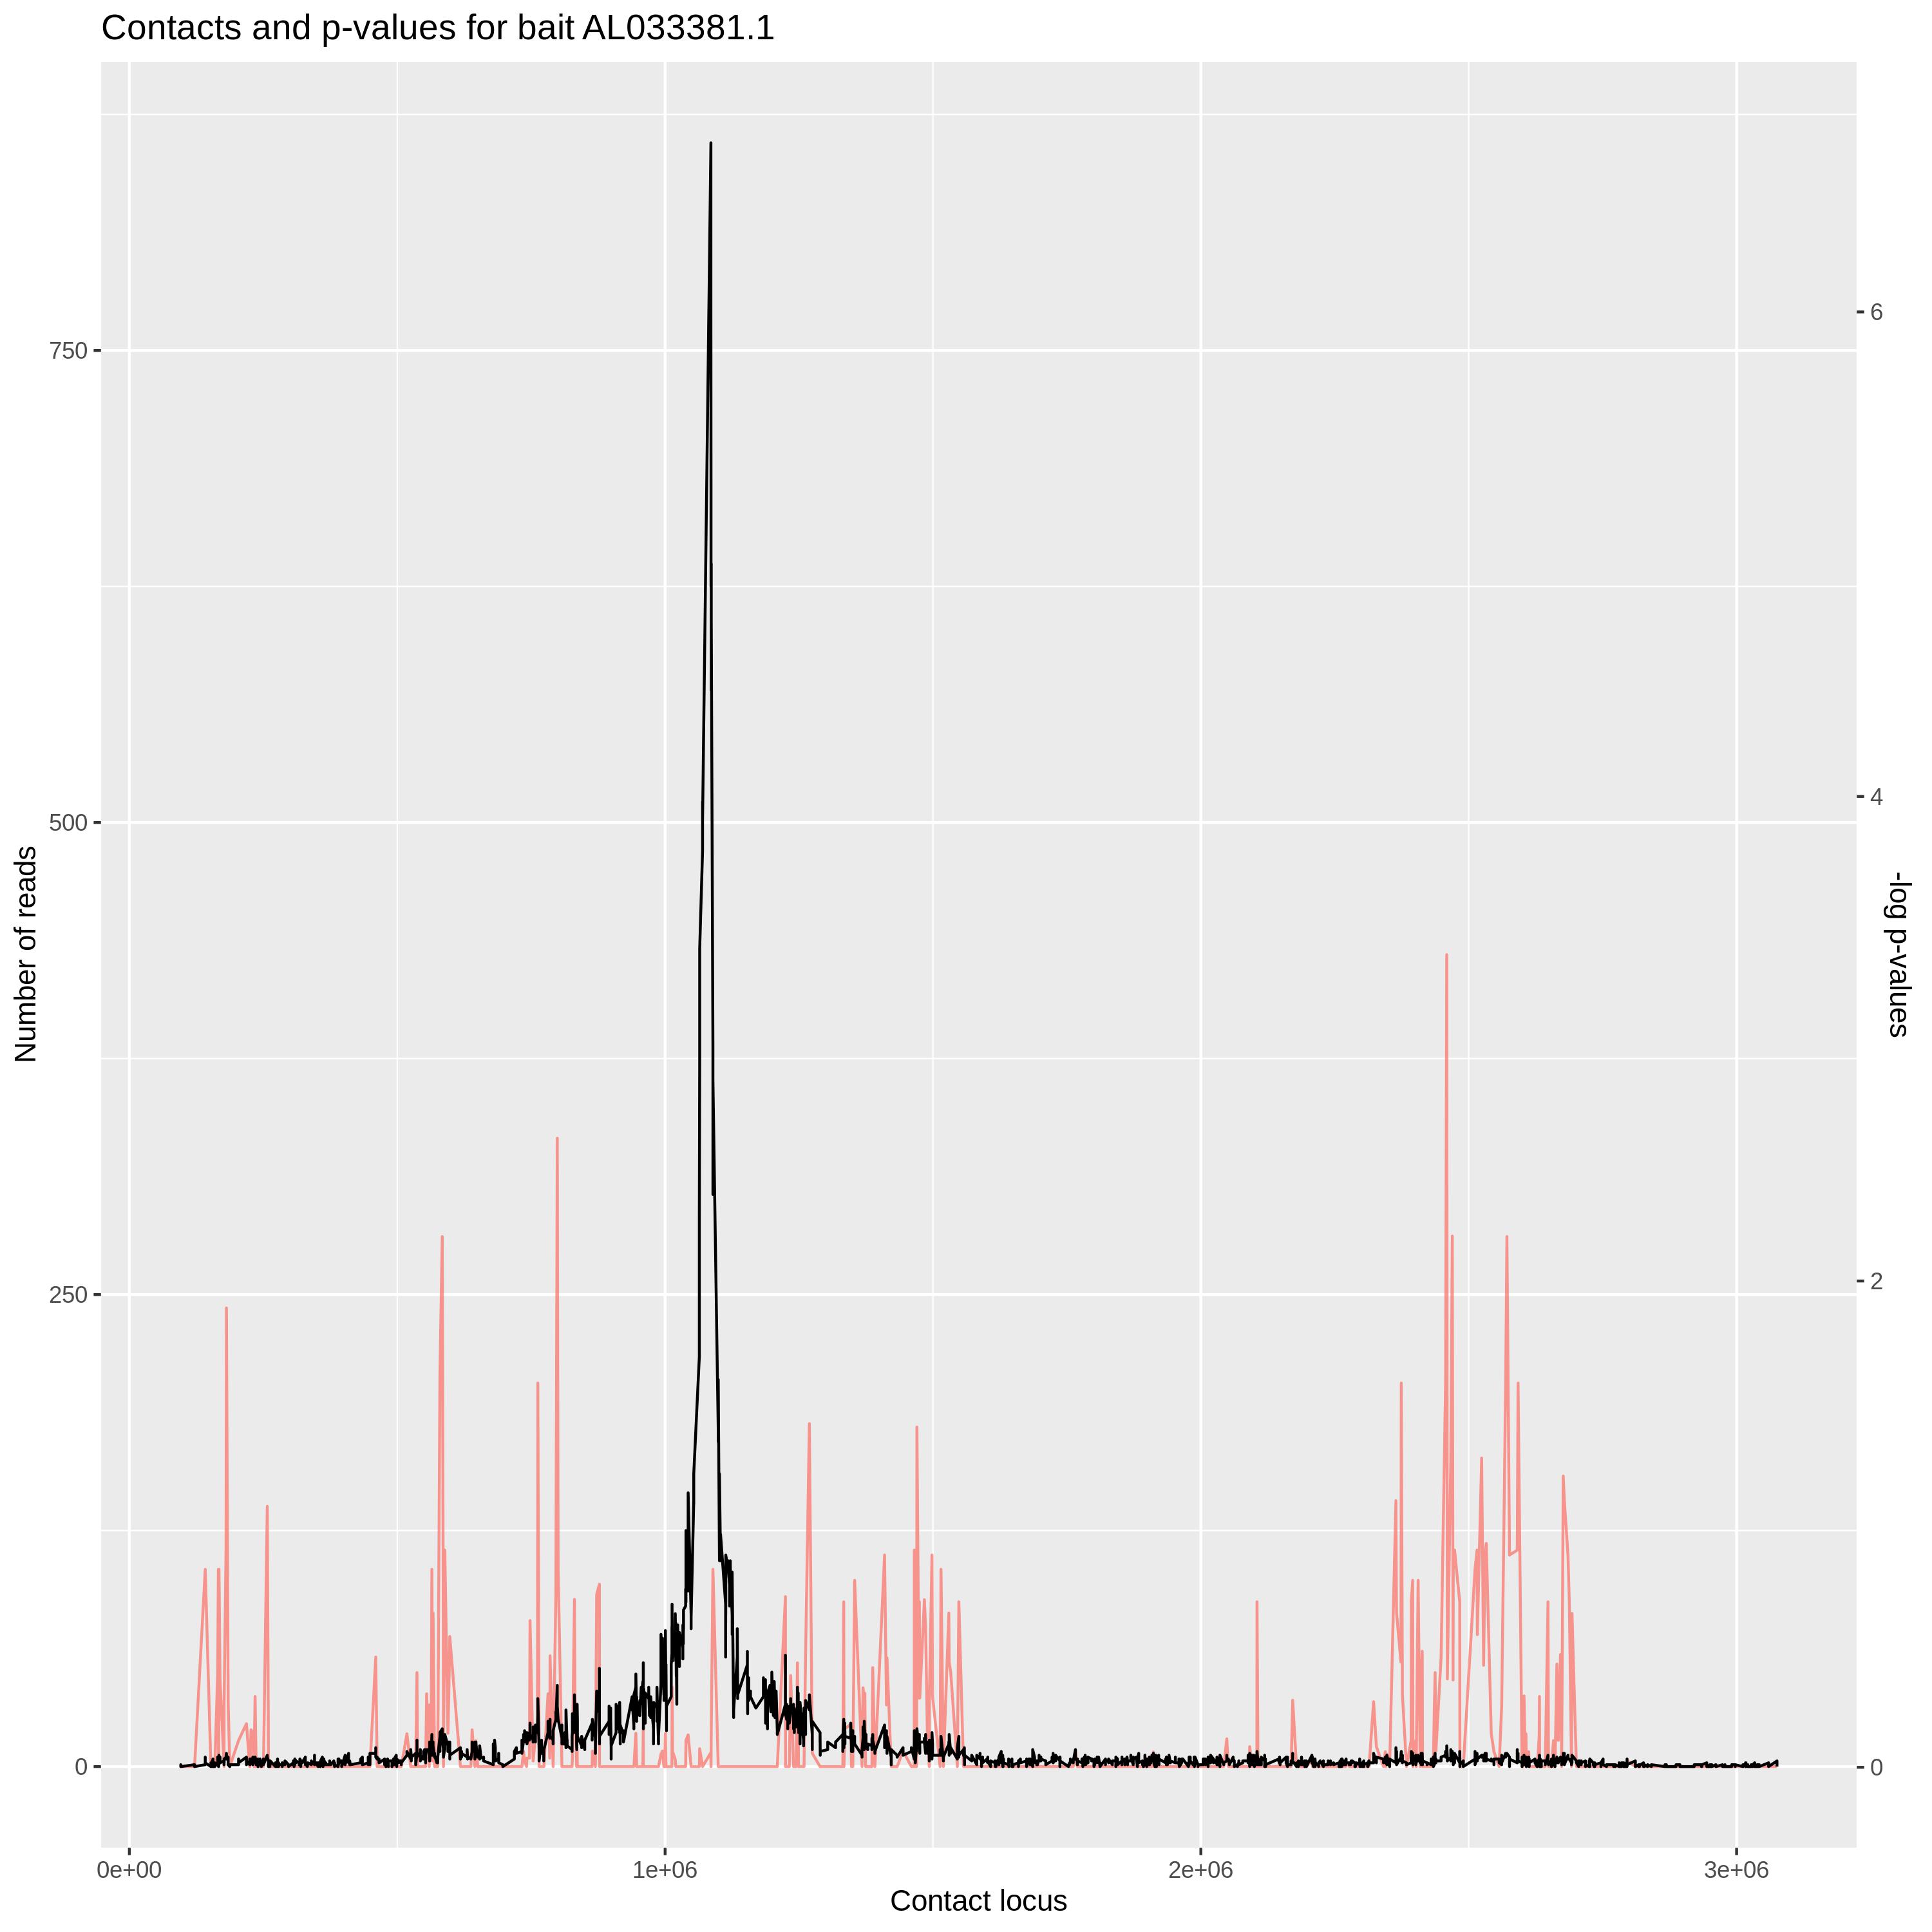 Contacts and p-values for bait AL033381.1
750
500
250
0
Number of reads
6
4
2
0
-log p-values
0e+00
1e+06
2e+06
3e+06
Contact locus